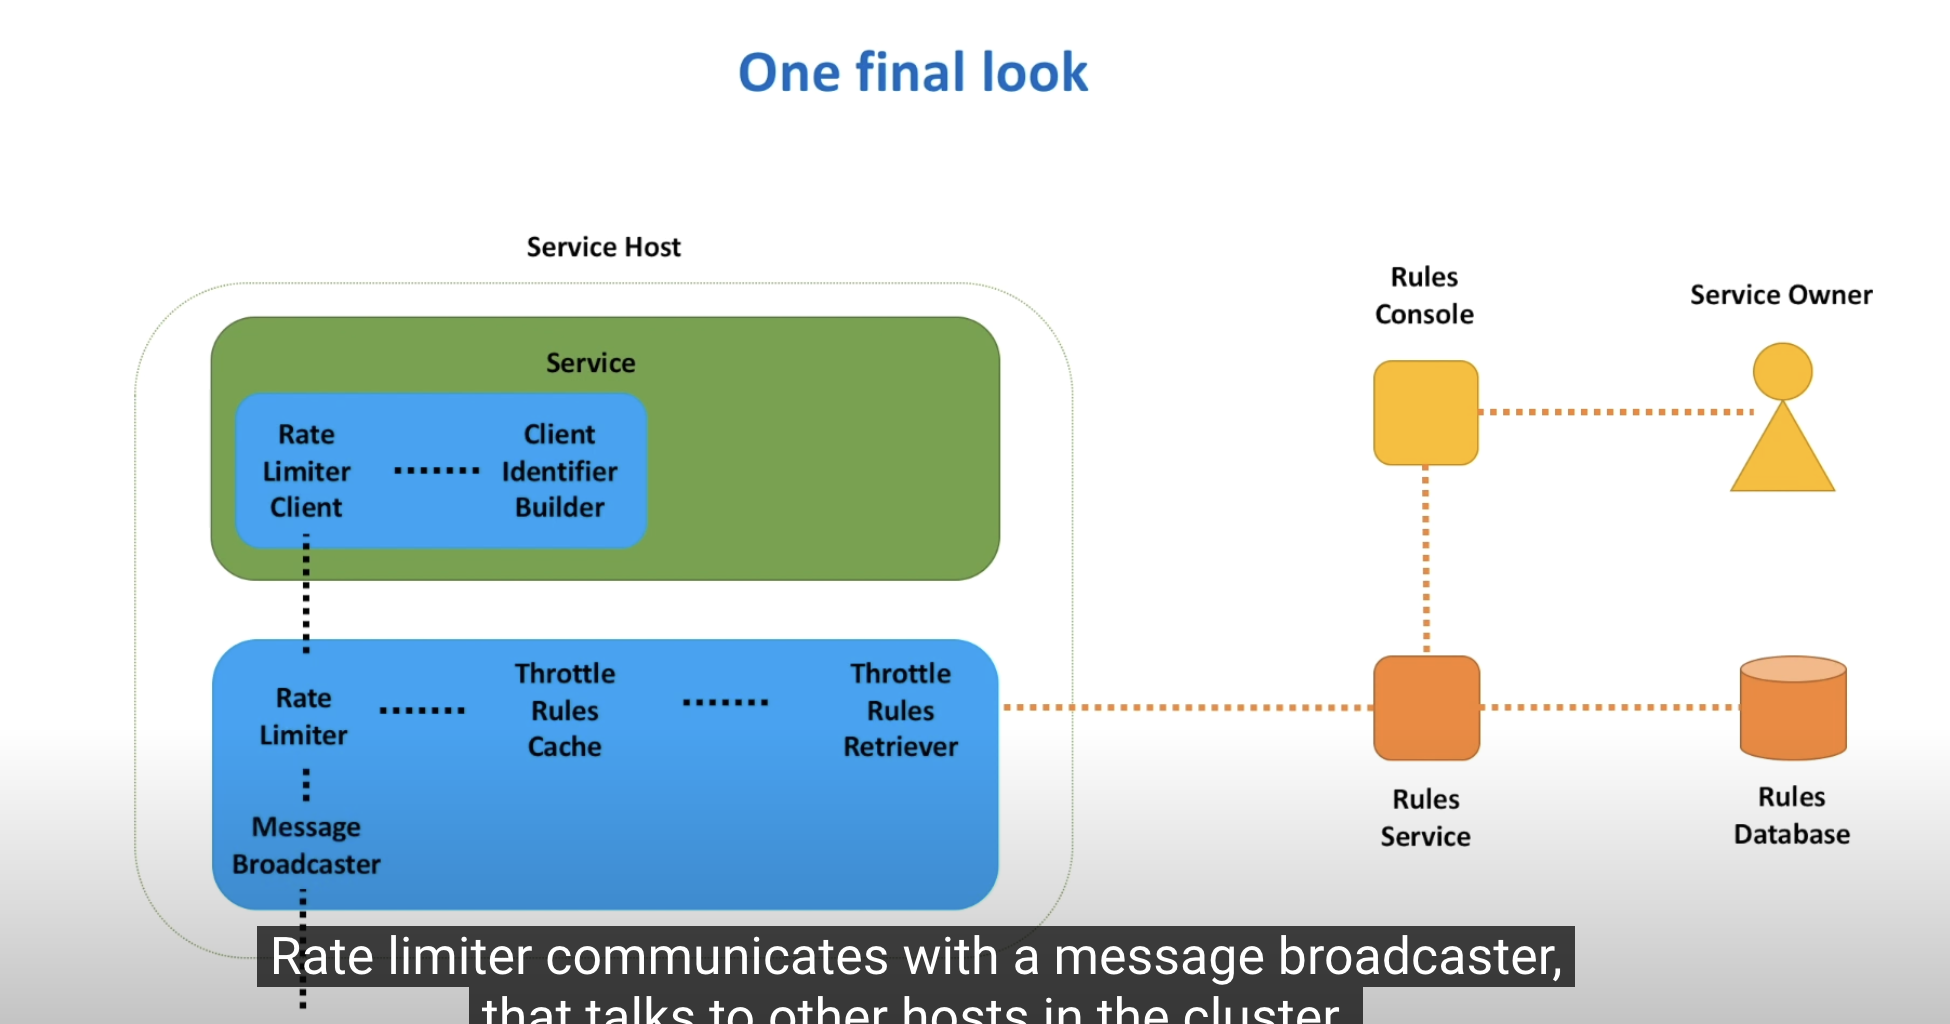 One final look
Service Host
Service
Rate
Limiter
Client
Client
Identifier
Builder
Rate
Limiter
Throttle
Rules
Cache
Throttle
Rules
Retriever
Message
Broadcaster
Rules
Console
Service Owner
Rules
Service
Rules
Database
Rate limiter communicates with a message broadcaster,
that talks to other hosts in the cluster.